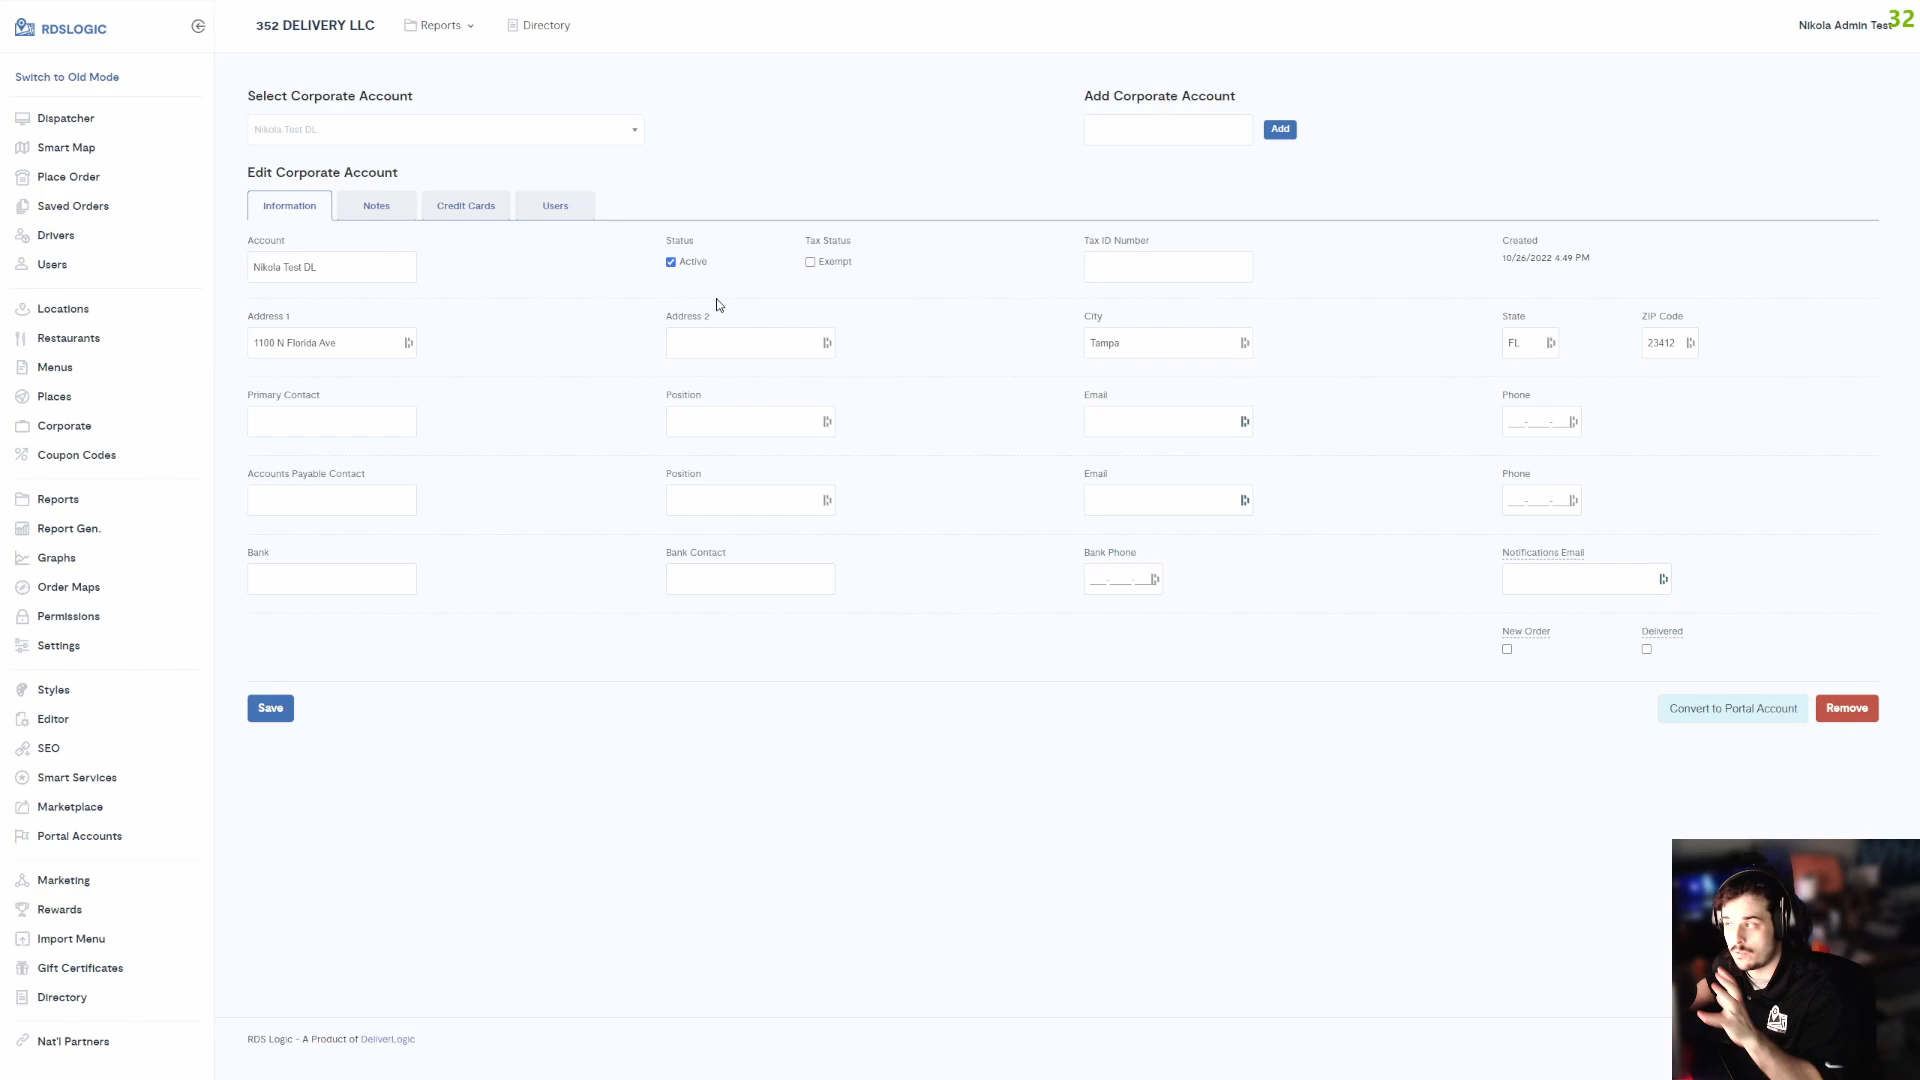 RDSLOGIC
352 DELIVERY LLC
Reports
Directory
Nikola Admin Test
32
Switch to Old Mode
Dispatcher
Smart Map
Place Order
Saved Orders
Drivers
Users
Locations
Restaurants
Menus
Places
Corporate
Coupon Codes
Reports
Report Gen.
Graphs
Order Maps
Permissions
Settings
Styles
Editor
SEO
Smart Services
Marketplace
Portal Accounts
Marketing
Rewards
Import Menu
Gift Certificates
Directory
Nat'l Partners
Select Corporate Account
Nikola Test DL
Add Corporate Account
Add
Edit Corporate Account
Information
Notes
Credit Cards
Users
Account
Nikola Test DL
Status
Active
Tax Status
Exempt
Tax ID Number
Created
10/26/2022 4:49 PM
Address 1
1100 N Florida Ave
Address 2
City
Tampa
State
FL
ZIP Code
23412
Primary Contact
Position
Email
Phone
Accounts Payable Contact
Position
Email
Phone
Bank
Bank Contact
Bank Phone
Notifications Email
New Order
Delivered
Save
Convert to Portal Account
Remove
RDS Logic - A Product of DeliverLogic